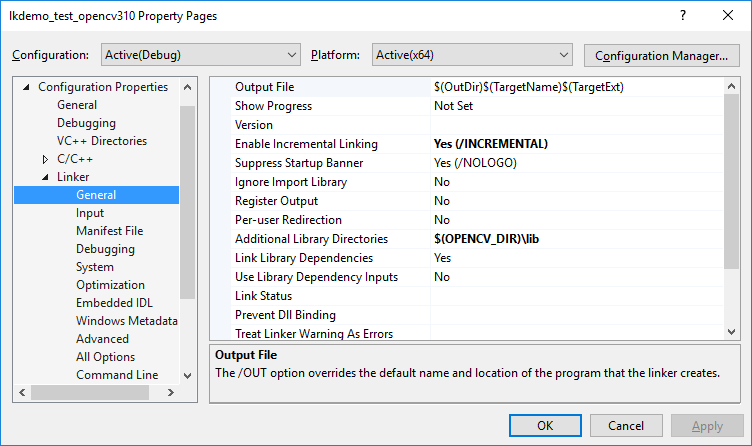 lkdemo_test_opencv310 Property Pages ?
Configuration: Active(Debug) Platform: Active(x64) Configuration Manager...
Configuration Properties
General
Debugging
VC++ Directories
C/C++
Linker
General
Input
Manifest File
Debugging
System
Optimization
Embedded IDL
Windows Metadata
Advanced
All Options
Command Line
Output File $(OutDir)$(TargetName)$(TargetExt)
Show Progress Not Set
Version
Enable Incremental Linking Yes (/INCREMENTAL)
Suppress Startup Banner Yes (/NOLOGO)
Ignore Import Library No
Register Output No
Per-user Redirection No
Additional Library Directories $(OPENCV_DIR)\lib
Link Library Dependencies Yes
Use Library Dependency Inputs No
Link Status
Prevent Dll Binding
Treat Linker Warning As Errors
Output File
The /OUT option overrides the default name and location of the program that the linker creates.
OK Cancel Apply